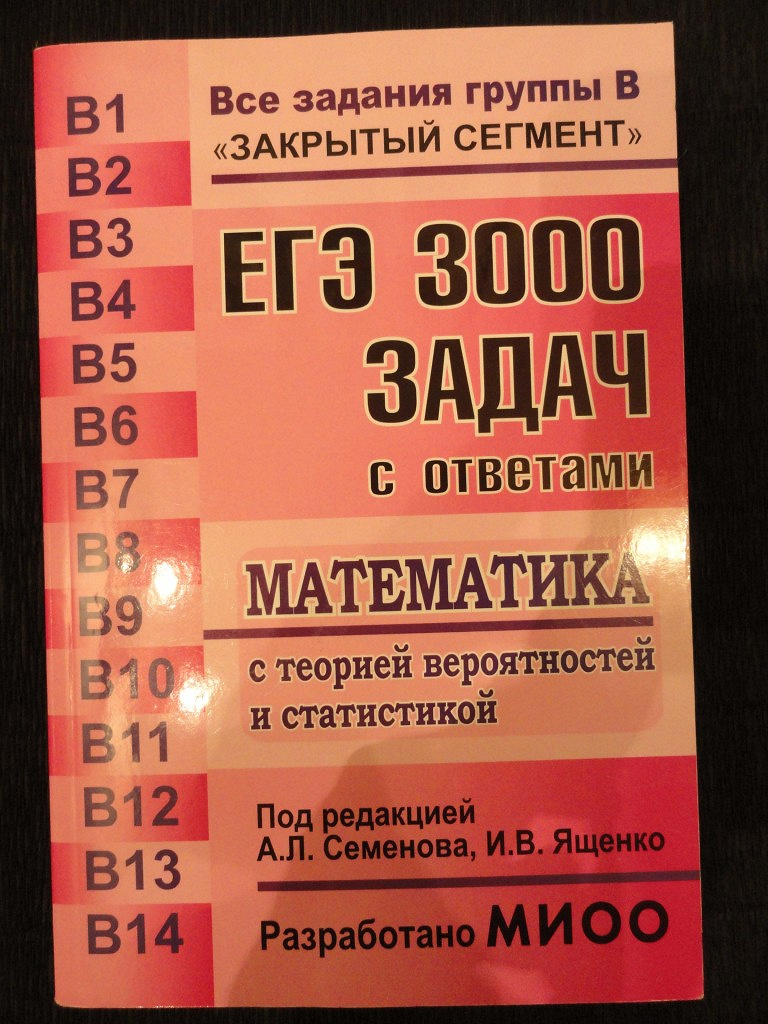 B1
B2
B3
B4
B5
B6
B7
B8
B9
B10
B11
B12
B13
B14
Все задания группы В
«ЗАКРЫТЫЙ СЕГМЕНТ»
ЕГЭ 3000
ЗАДАЧ
с ответами
МАТЕМАТИКА
с теорией вероятностей
и статистикой
Под редакцией
А.Л. Семенова, И.В. Ященко
Разработано МИОО